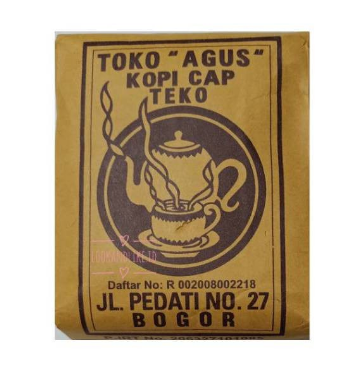 TOKO "AGUS"
KOPI CAP
TEKO
Daftar No: R 002008002218
JL. PEDATI NO. 27
BOGOR